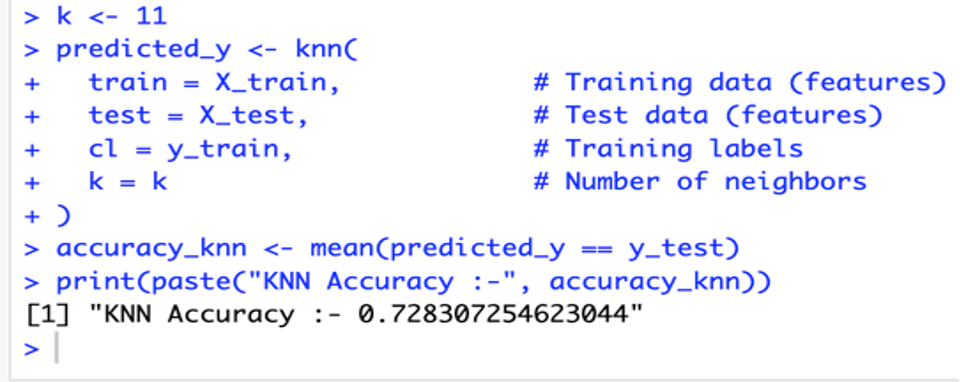 > k <- 11
> predicted_y <- knn(
+   train = X_train,            # Training data (features)
+   test = X_test,              # Test data (features)
+   cl = y_train,               # Training labels
+   k = k                       # Number of neighbors
+ )
> accuracy_knn <- mean(predicted_y == y_test)
> print(paste("KNN Accuracy :-", accuracy_knn))
[1] "KNN Accuracy :- 0.728307254623044"
>